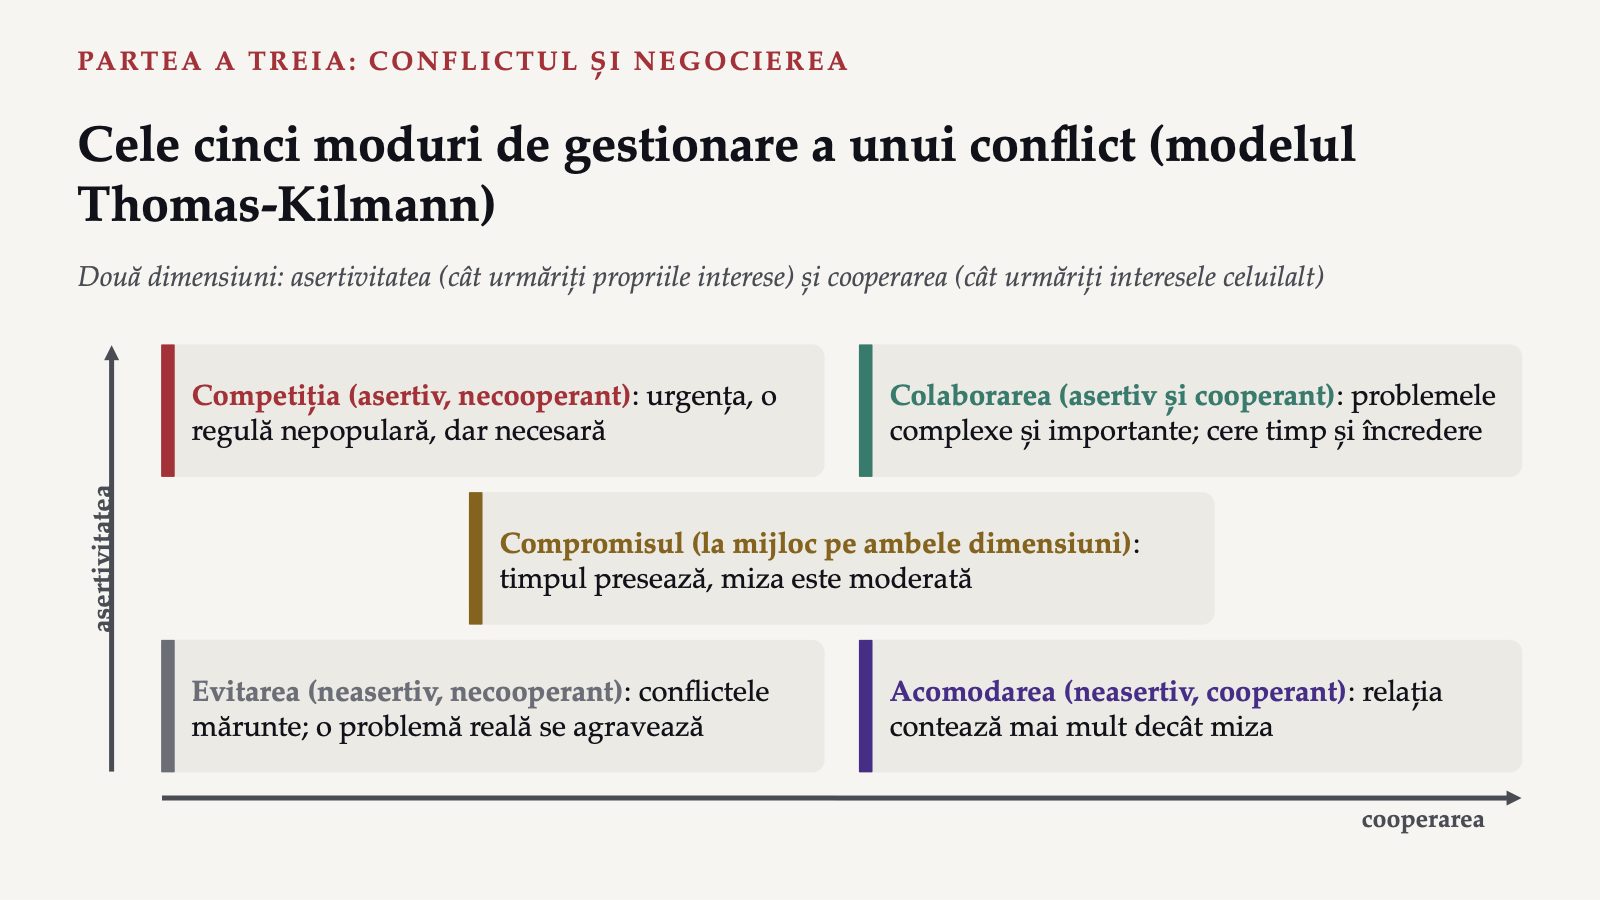 PARTEA A TREIA: CONFLICTUL ȘI NEGOCIEREA
Cele cinci moduri de gestionare a unui conflict (modelul
Thomas-Kilmann)
Două dimensiuni: asertivitatea (cât urmăriți propriile interese) și cooperarea (cât urmăriți interesele celuilalt)
Competiția (asertiv, necooperant): urgența, o
regulă nepopulară, dar necesară
Colaborarea (asertiv și cooperant): problemele
complexe și importante; cere timp și încredere
asertivitatea
Compromisul (la mijloc pe ambele dimensiuni):
timpul presează, miza este moderată
Evitarea (neasertiv, necooperant): conflictele
mărunte; o problemă reală se agravează
Acomodarea (neasertiv, cooperant): relația
contează mai mult decât miza
cooperarea